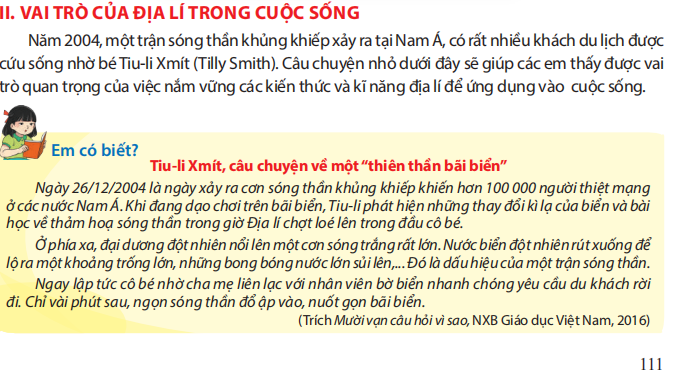 II. VAI TRÒ CỦA ĐỊA LÍ TRONG CUỘC SỐNG
Năm 2004, một trận sóng thần khủng khiếp xảy ra tại Nam Á, có rất nhiều khách du lịch được
cứu sống nhờ bé Tiu-li Xmít (Tilly Smith). Câu chuyện nhỏ dưới đây sẽ giúp các em thấy được vai
trò quan trọng của việc nắm vững các kiến thức và kĩ năng địa lí để ứng dụng vào cuộc sống.
Em có biết?
Tiu-li Xmít, câu chuyện về một “thiên thần bãi biển”
Ngày 26/12/2004 là ngày xảy ra cơn sóng thần khủng khiếp khiến hơn 100 000 người thiệt mạng
ở các nước Nam Á. Khi đang dạo chơi trên bãi biển, Tiu-li phát hiện những thay đổi kì lạ của biển và bài
học về thảm hoạ sóng thần trong giờ Địa lí chợt loé lên trong đầu cô bé.
Ở phía xa, đại dương đột nhiên nổi lên một cơn sóng trắng rất lớn. Nước biển đột nhiên rút xuống để
lộ ra một khoảng trống lớn, những bong bóng nước lớn sủi lên,... Đó là dấu hiệu của một trận sóng thần.
Ngay lập tức cô bé nhờ cha mẹ liên lạc với nhân viên bờ biển nhanh chóng yêu cầu du khách rời
đi. Chỉ vài phút sau, ngọn sóng thần đổ ập vào, nuốt gọn bãi biển.
(Trích Mười vạn câu hỏi vì sao, NXB Giáo dục Việt Nam, 2016)
111